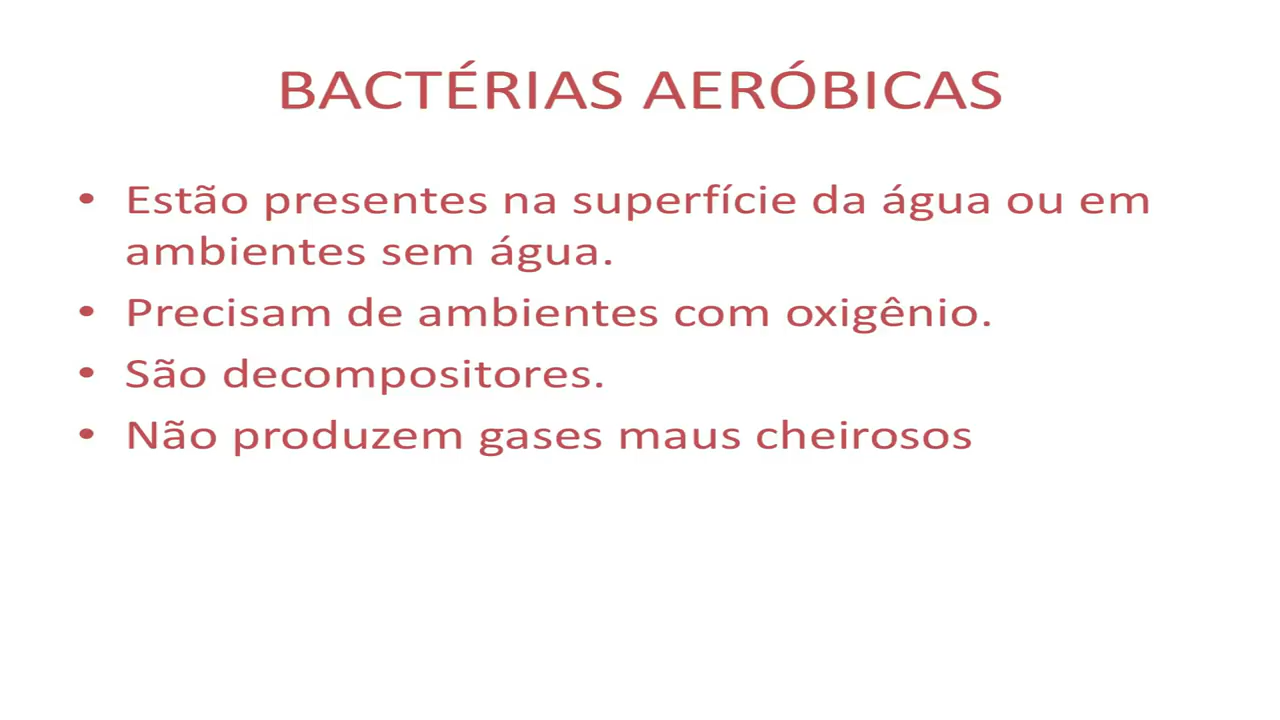 BACTÉRIAS AERÓBICAS
• Estão presentes na superfície da água ou em
ambientes sem água.
• Precisam de ambientes com oxigênio.
• São decompositores.
• Não produzem gases maus cheirosos